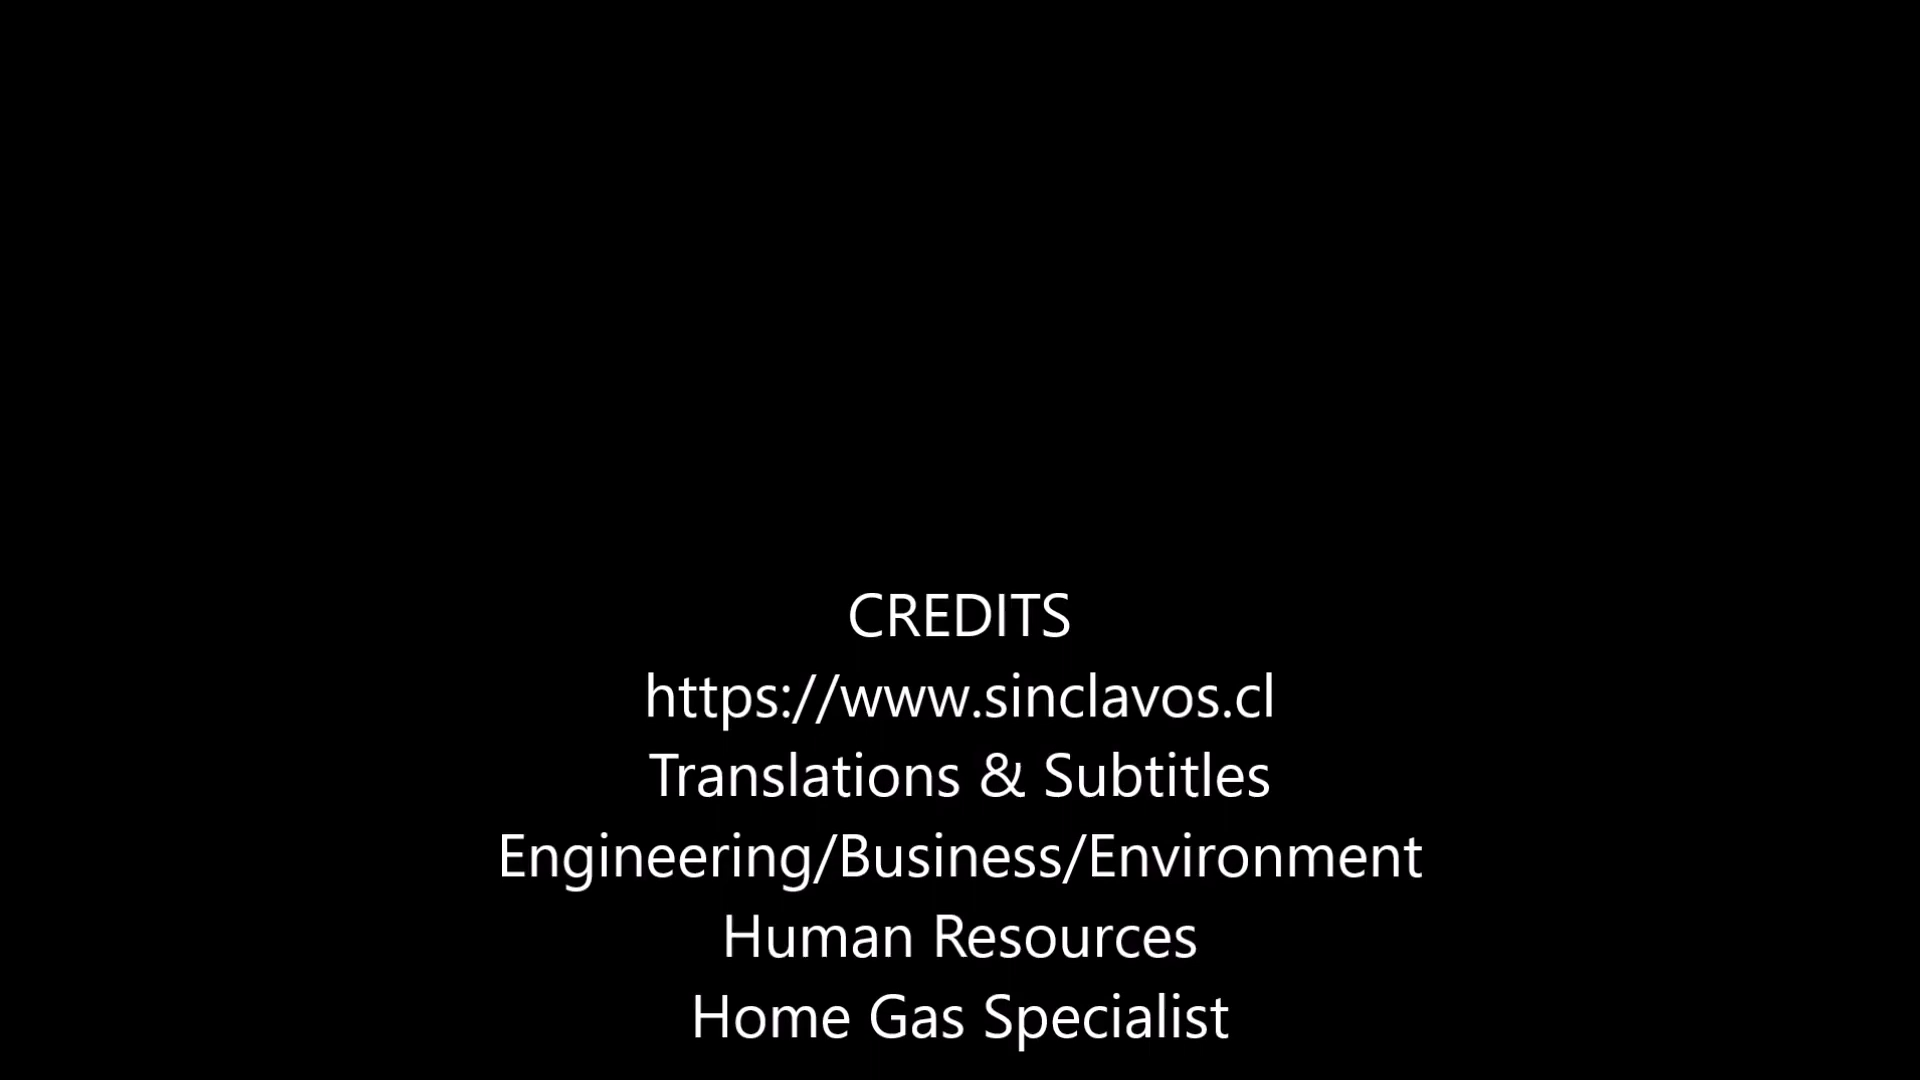 CREDITS
https://www.sinclavos.cl
Translations & Subtitles
Engineering/Business/Environment
Human Resources
Home Gas Specialist